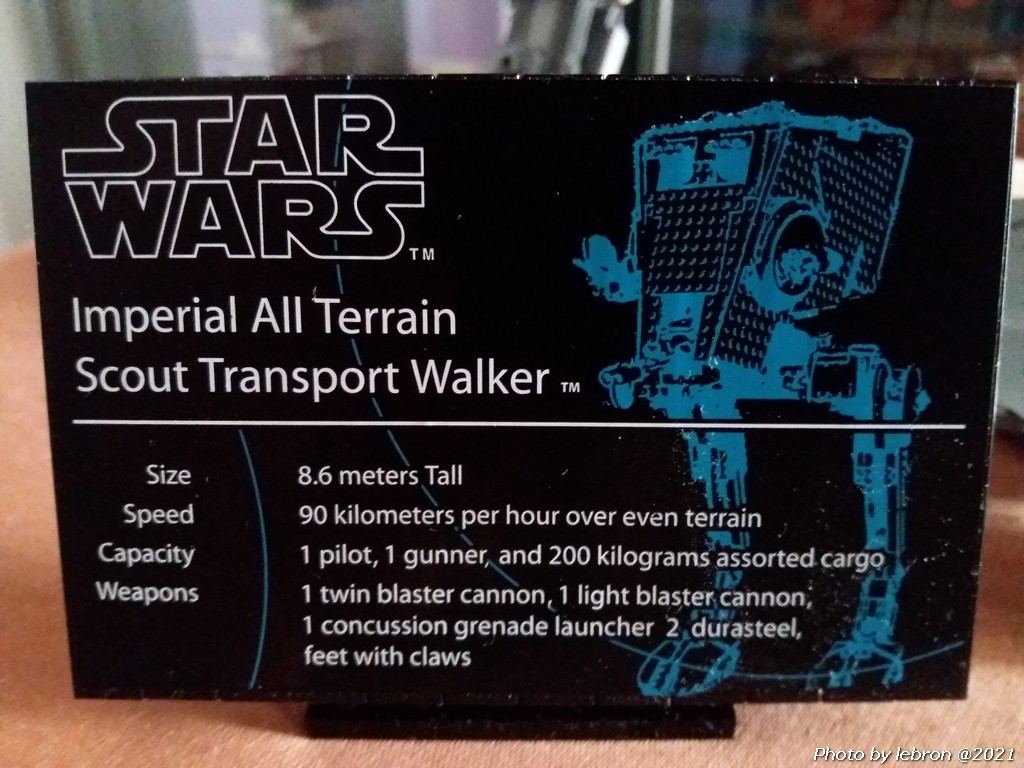 STAR
WARS TM
Imperial All Terrain
Scout Transport Walker TM
Size 8.6 meters Tall
Speed 90 kilometers per hour over even terrain
Capacity 1 pilot, 1 gunner, and 200 kilograms assorted cargo
Weapons 1 twin blaster cannon, 1 light blaster cannon,
1 concussion grenade launcher 2 durasteel,
feet with claws
Photo by lebron @2021